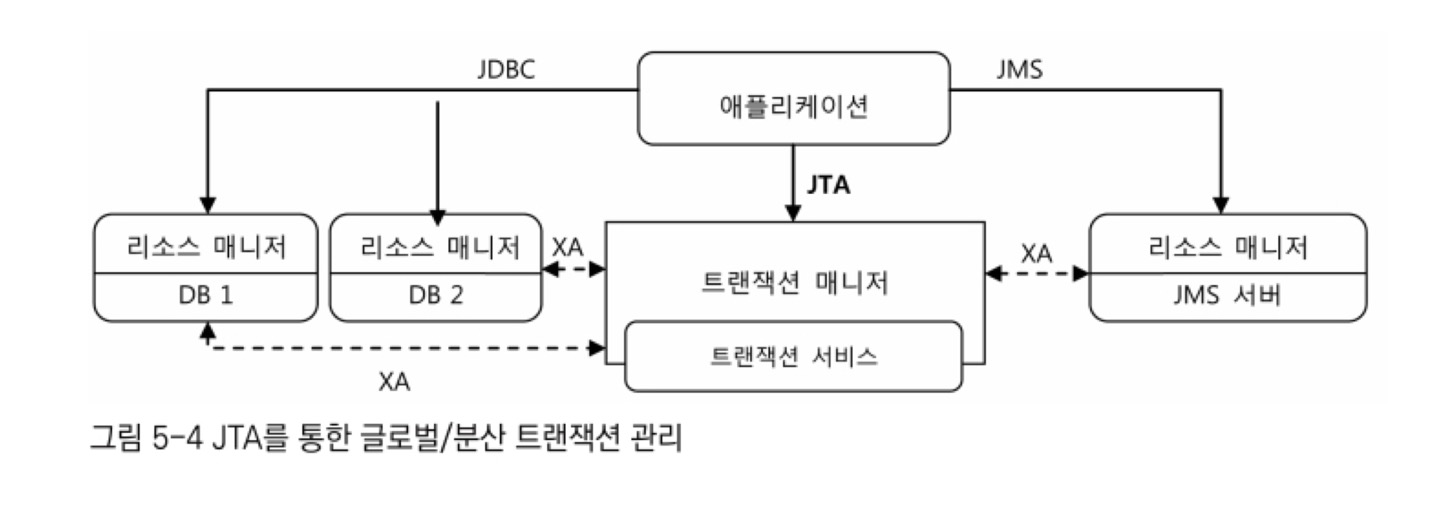 JDBC
애플리케이션
JMS
JTA
리소스 매니저
DB 1
리소스 매니저
DB 2
XA
트랜잭션 매니저
트랜잭션 서비스
XA
리소스 매니저
JMS 서버
XA
그림 5-4 JTA를 통한 글로벌/분산 트랜잭션 관리